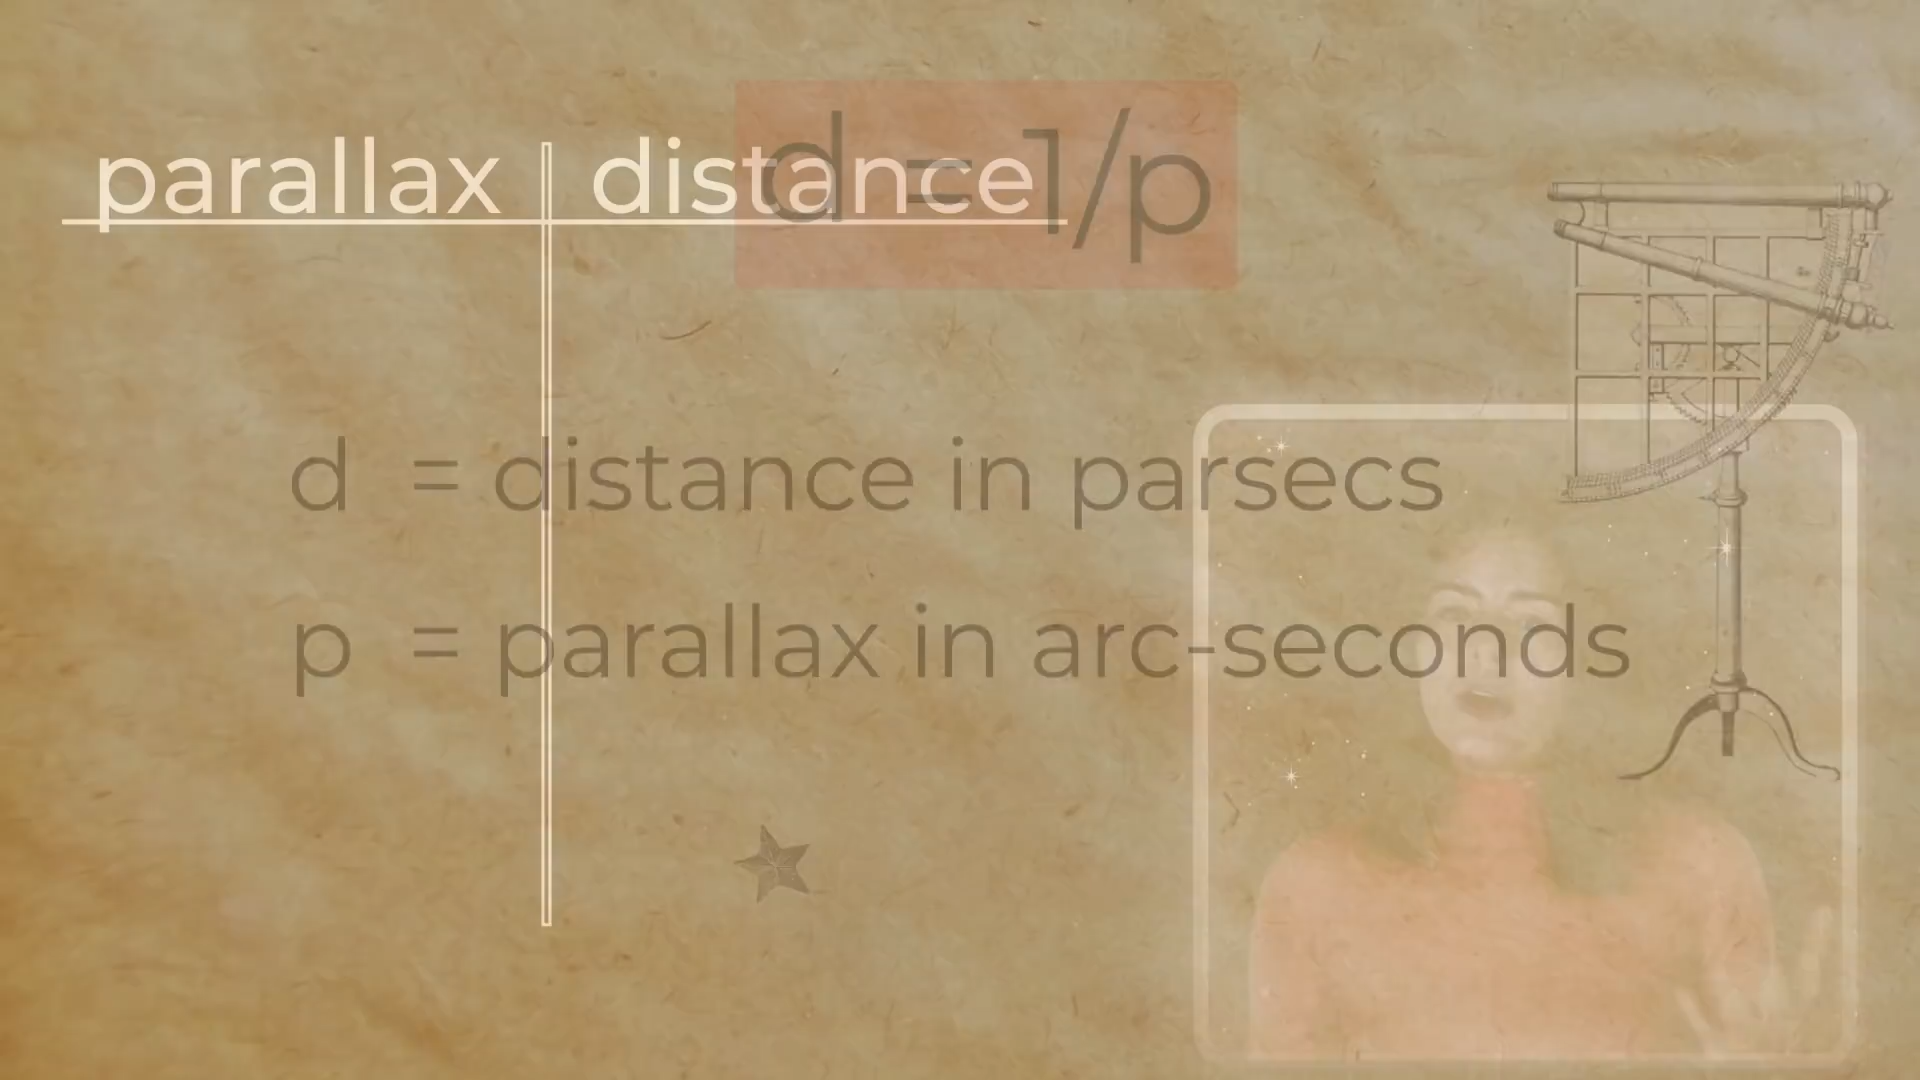 parallax distance
d = 1/p
d = distance in parsecs
p = parallax in arc-seconds